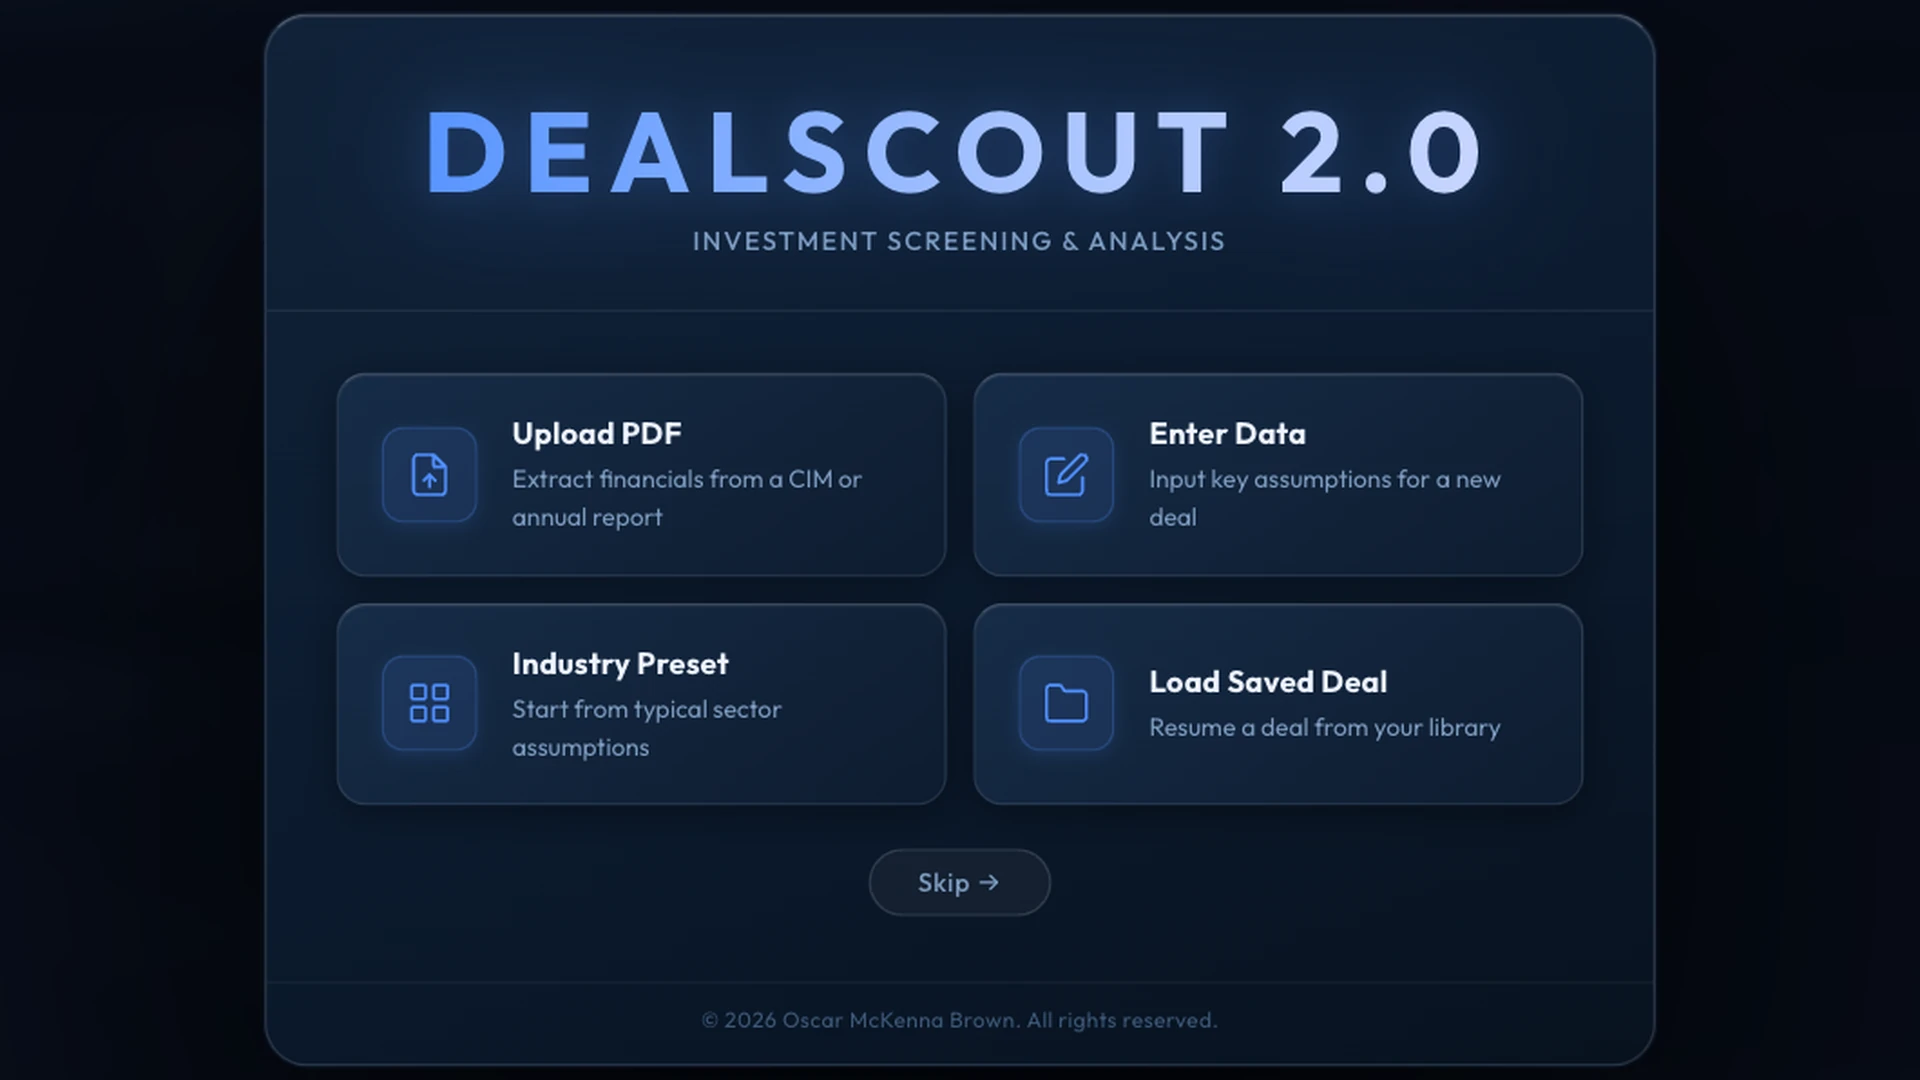 DEALSCOUT 2.0
INVESTMENT SCREENING & ANALYSIS
Upload PDF
Extract financials from a CIM or
annual report
Enter Data
Input key assumptions for a new
deal
Industry Preset
Start from typical sector
assumptions
Load Saved Deal
Resume a deal from your library
Skip →
© 2026 Oscar McKenna Brown. All rights reserved.